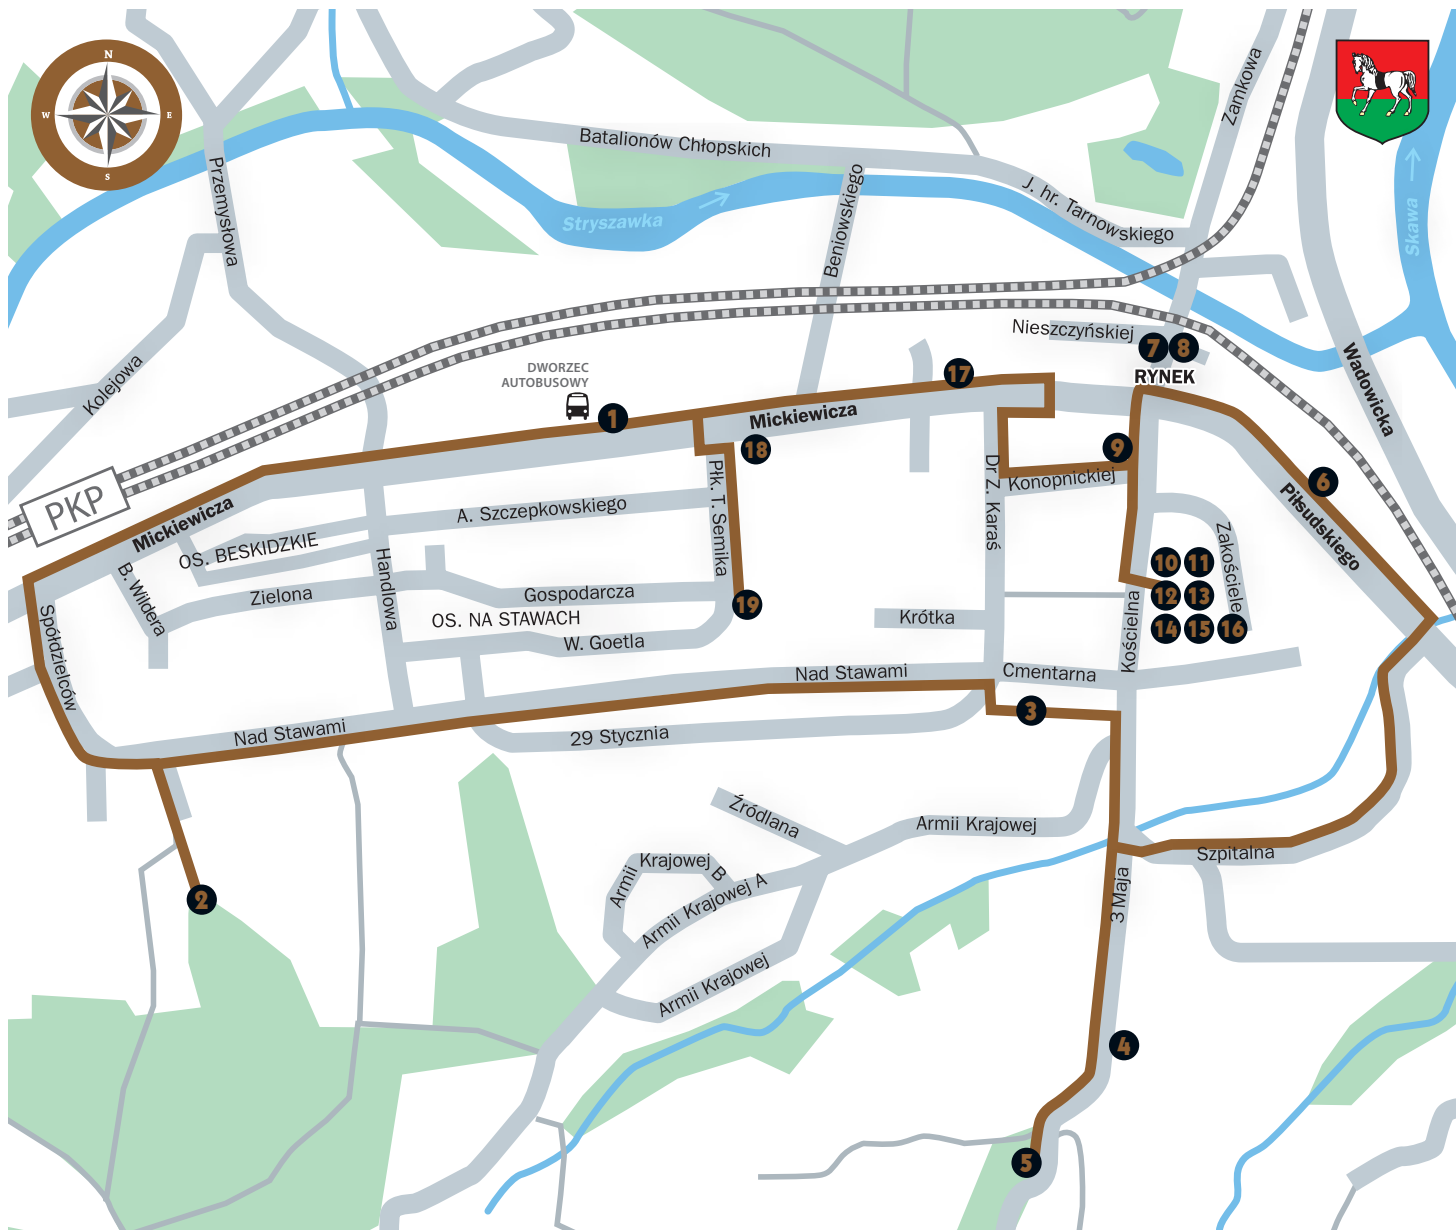 N
W
E
S
Zamkowa
Batalionów Chłopskich
Przemysłowa
Beniowskiego
J. hr. Tarnowskiego
Stryszawka
Skawa
Nieszczyńskiej
7
8
RYNEK
Wadowicka
Kolejowa
DWORZEC
AUTOBUSOWY
1
17
Mickiewicza
18
9
PKP
Mickiewicza
Płk. T. Semika
Dr Z. Karaś
Konopnickiej
6
Piłsudskiego
A. Szczepkowskiego
OS. BESKIDZKIE
Zakościele
B. Wildera
Handlowa
Zielona
Gospodarcza
OS. NA STAWACH
W. Goetla
19
Krótka
Kościelna
10
11
12
13
14
15
16
Spółdzielców
Nad Stawami
Cmentarna
3
Nad Stawami
29 Stycznia
Źródlana
Armii Krajowej
Szpitalna
Armii Krajowej B
Armii Krajowej A
3 Maja
2
Armii Krajowej
4
5